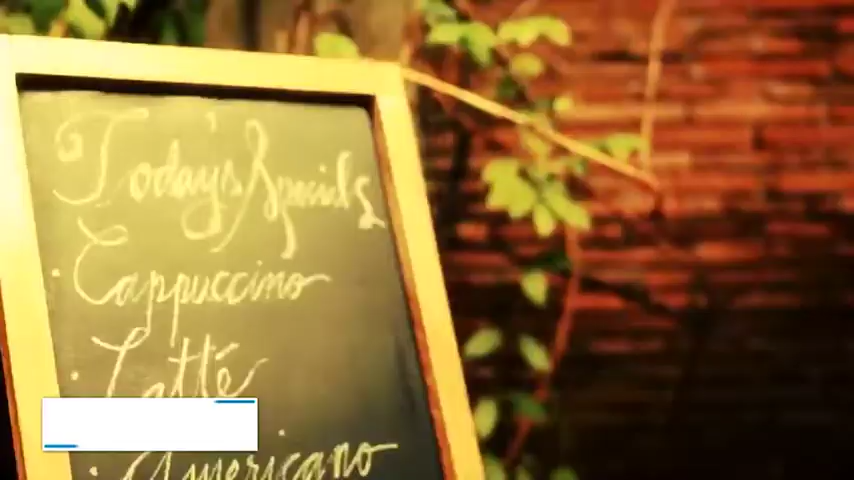 Today's Specials
· Cappuccino
· Latté
· Americano